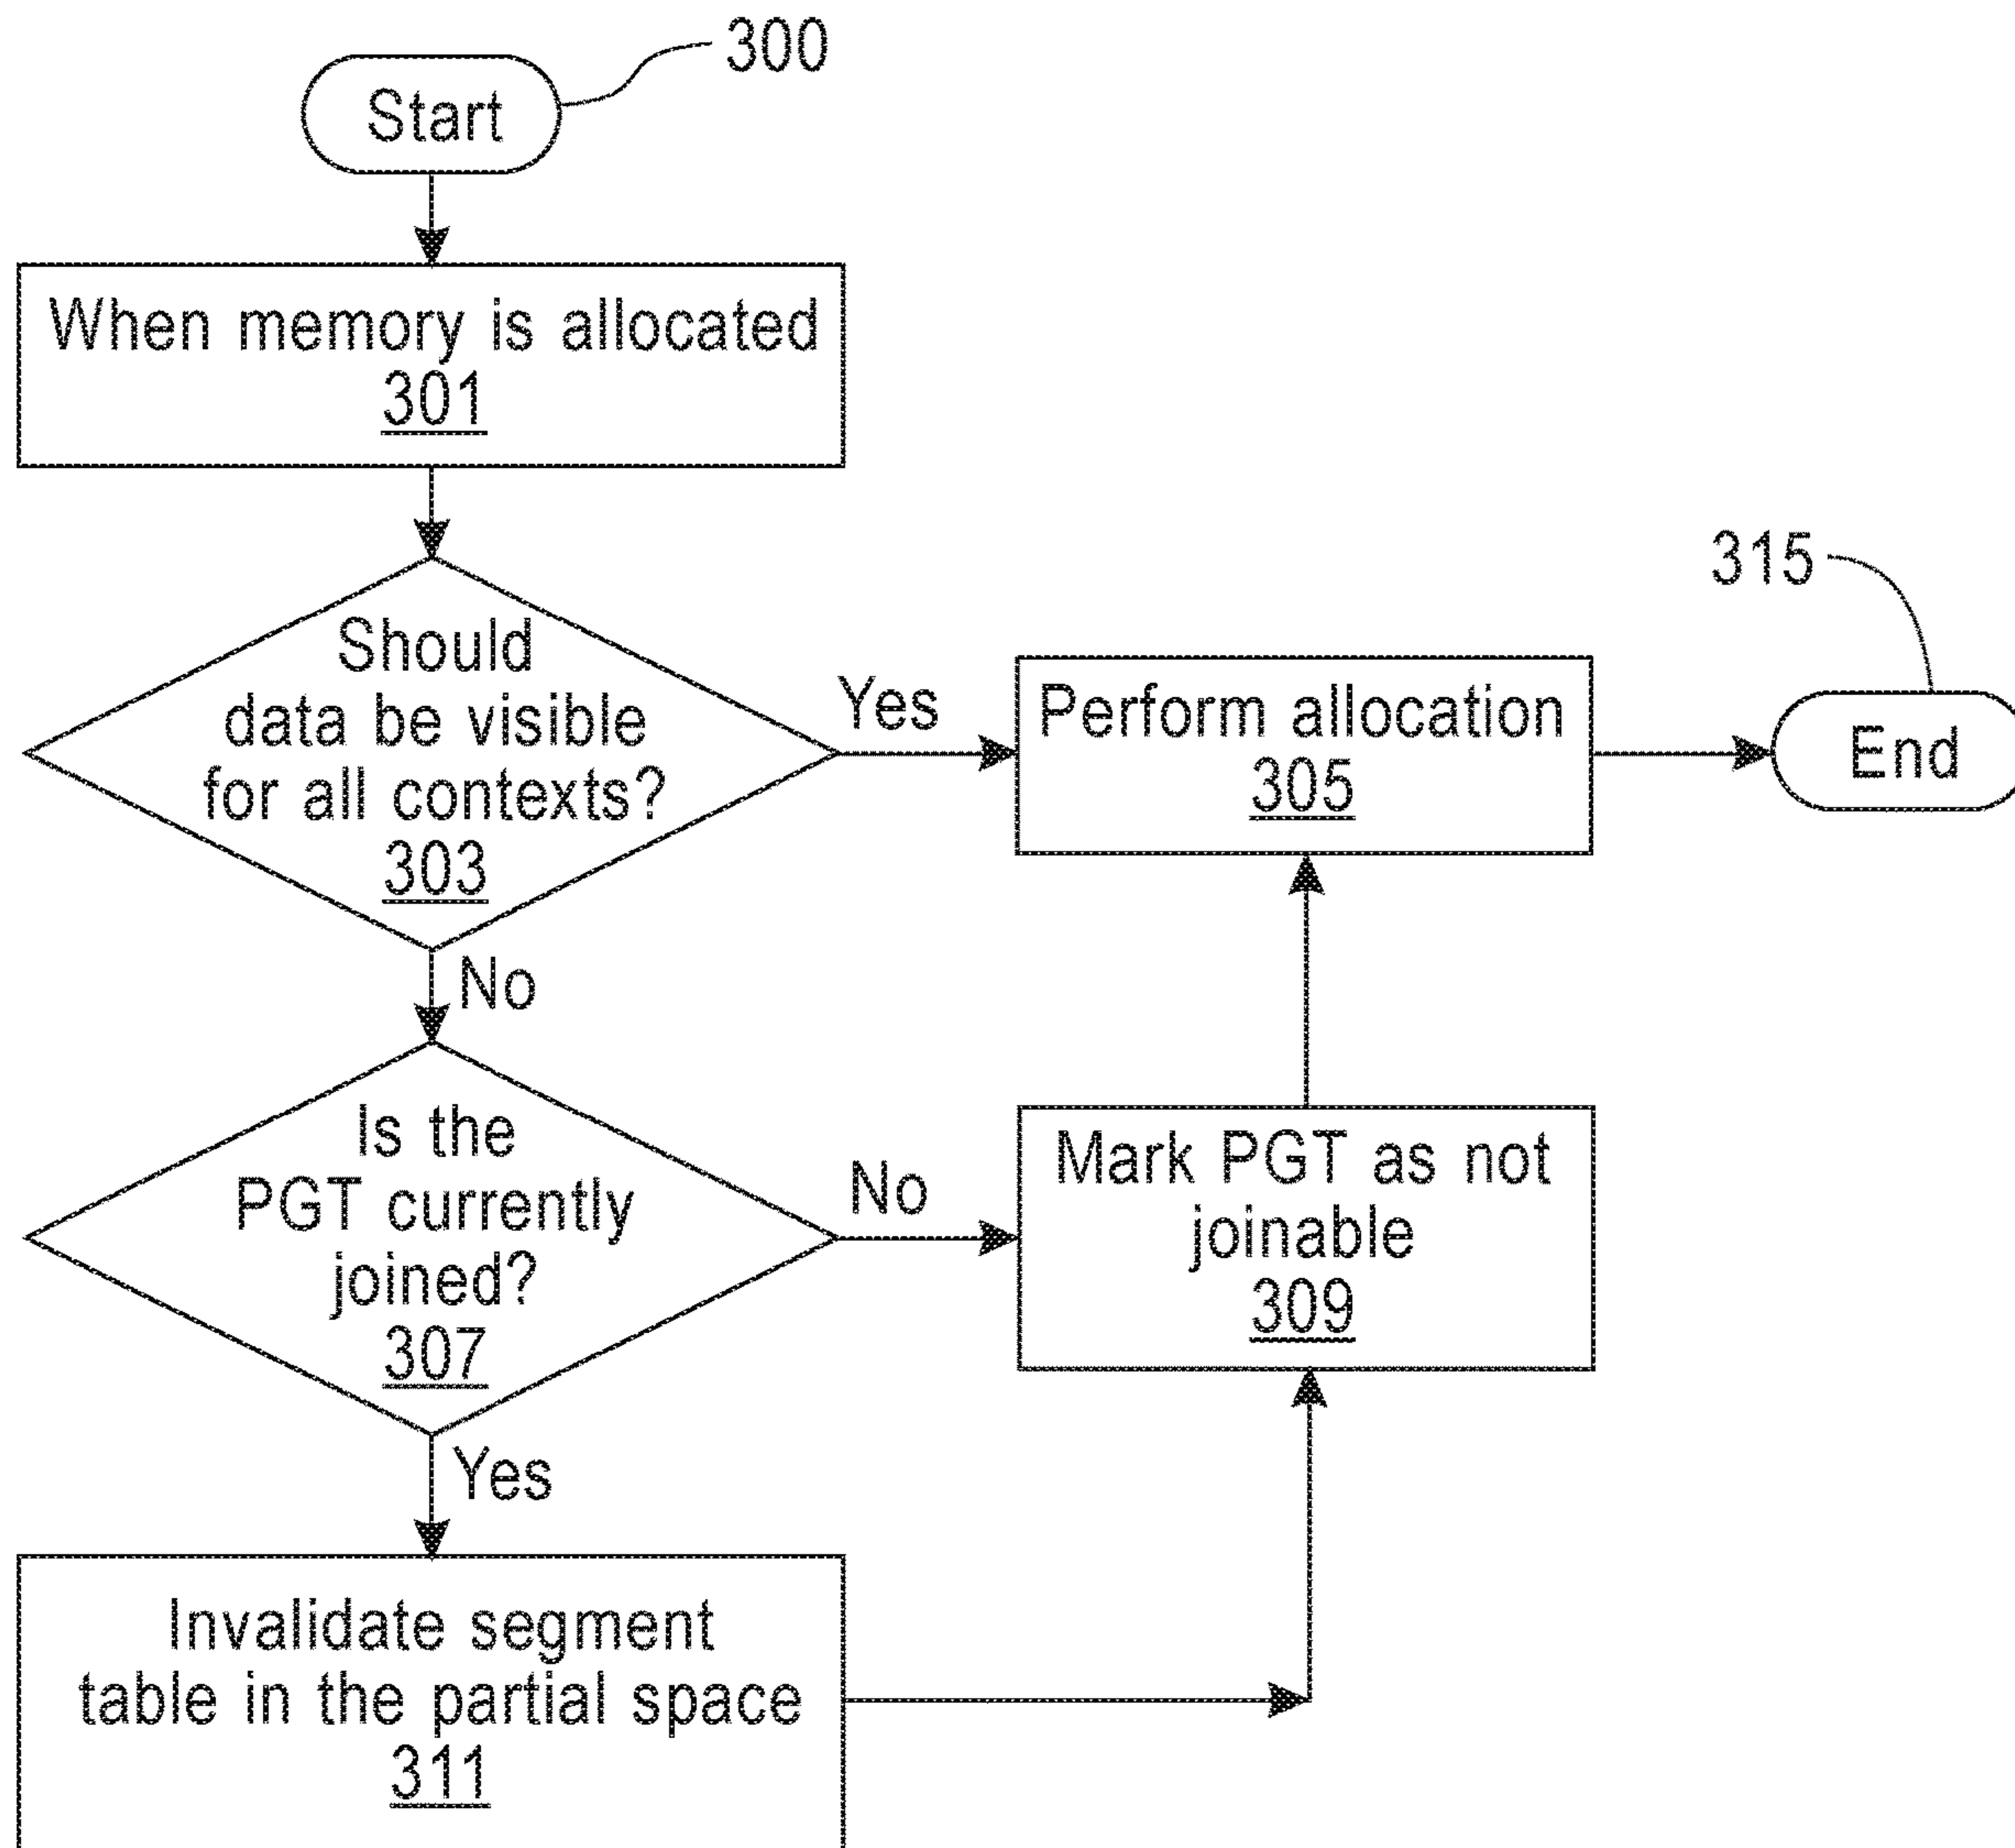 300
Start
When memory is allocated
301
Should
data be visible
for all contexts?
303
Yes
Perform allocation
305
315
End
No
Is the
PGT currently
joined?
307
No
Mark PGT as not
joinable
309
Yes
Invalidate segment
table in the partial space
311